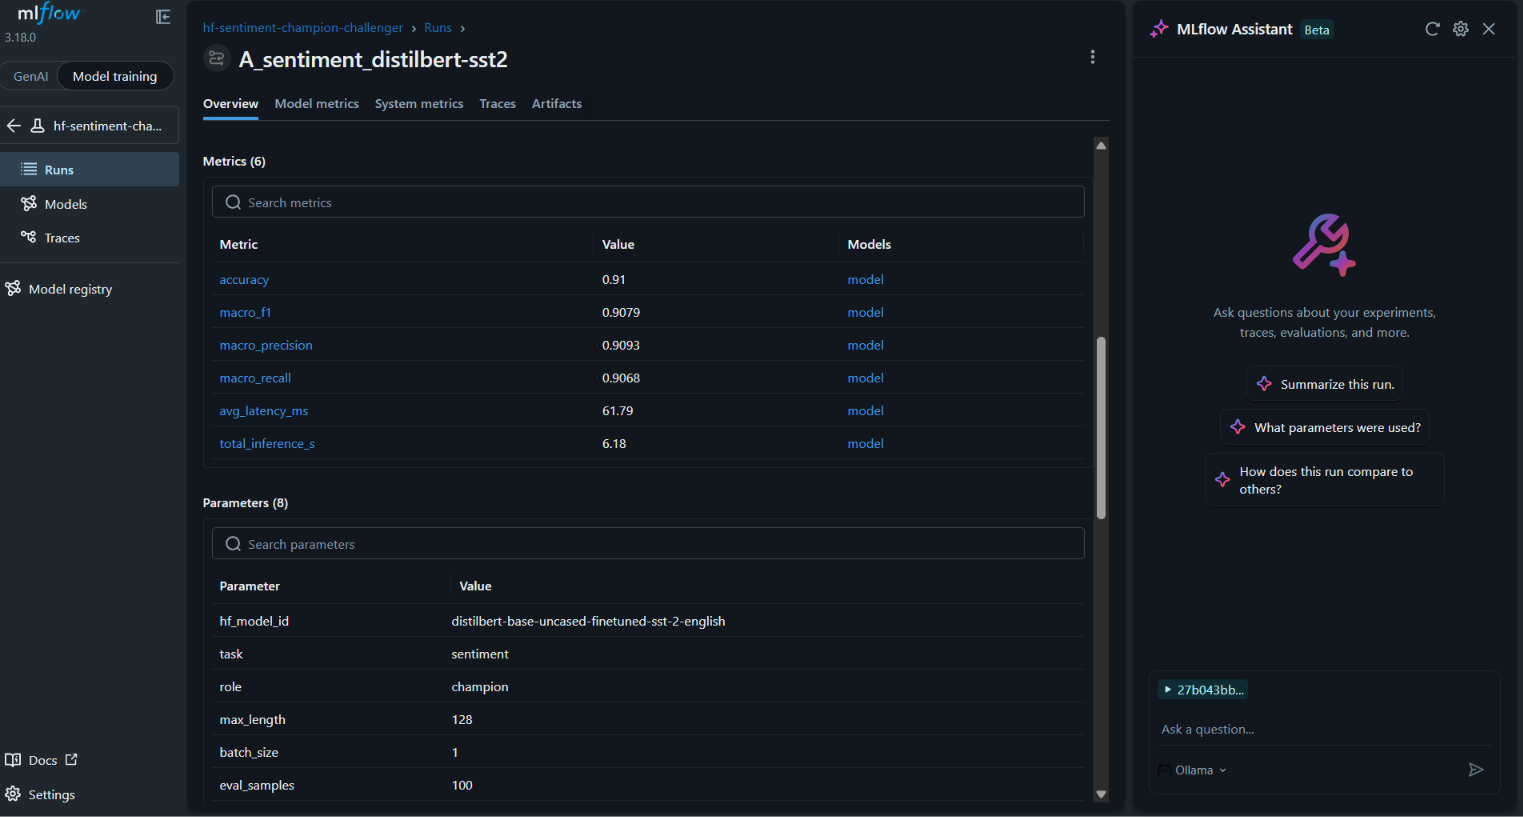 mlflow
3.18.0
GenAI Model training
hf-sentiment-cha...
Runs
Models
Traces
Model registry
Docs
Settings
hf-sentiment-champion-challenger › Runs ›
A_sentiment_distilbert-sst2
Overview Model metrics System metrics Traces Artifacts
Metrics (6)
Search metrics
Metric Value Models
accuracy 0.91 model
macro_f1 0.9079 model
macro_precision 0.9093 model
macro_recall 0.9068 model
avg_latency_ms 61.79 model
total_inference_s 6.18 model
Parameters (8)
Search parameters
Parameter Value
hf_model_id distilbert-base-uncased-finetuned-sst-2-english
task sentiment
role champion
max_length 128
batch_size 1
eval_samples 100
MLflow Assistant Beta
Ask questions about your experiments,
traces, evaluations, and more.
Summarize this run.
What parameters were used?
How does this run compare to
others?
27b043bb...
Ask a question...
Ollama